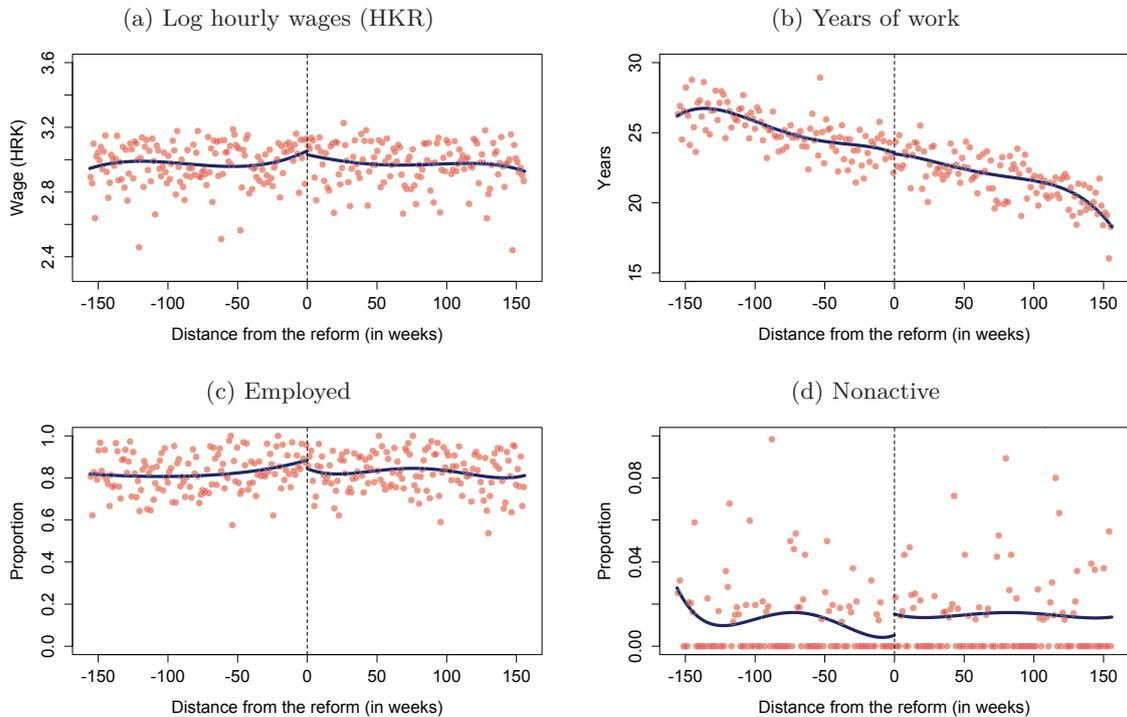 (a) Log hourly wages (HKR)
3.6
3.2
2.8
2.4
Wage (HRK)
-150 -100 -50 0 50 100 150
Distance from the reform (in weeks)
(b) Years of work
30
25
20
15
Years
-150 -100 -50 0 50 100 150
Distance from the reform (in weeks)
(c) Employed
1.0
0.8
0.6
0.4
0.2
0.0
Proportion
-150 -100 -50 0 50 100 150
Distance from the reform (in weeks)
(d) Nonactive
0.08
0.04
0.00
Proportion
-150 -100 -50 0 50 100 150
Distance from the reform (in weeks)